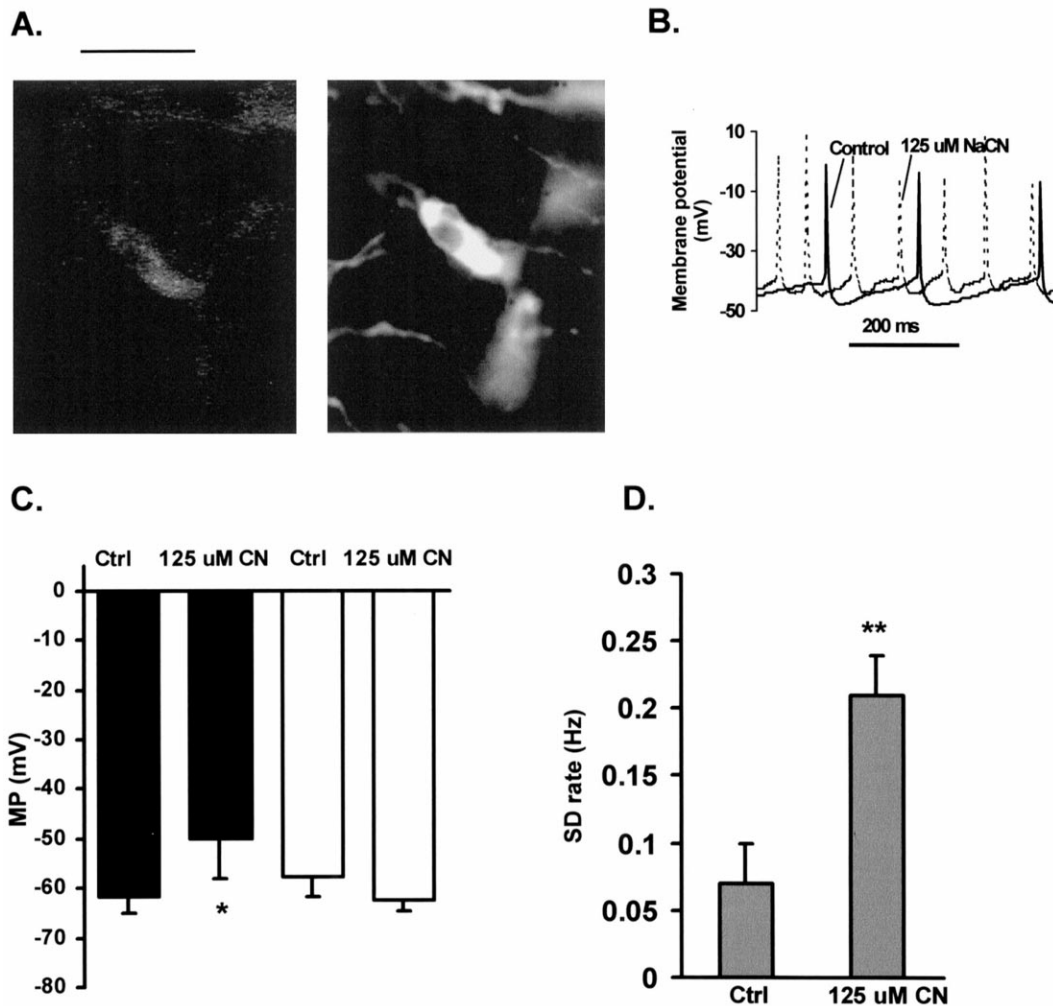 A.
B.
10
-10
-30
-50
Membrane potential
(mV)
Control
125 uM NaCN
200 ms
C.
Ctrl 125 uM CN Ctrl 125 uM CN
0
-10
-20
-30
-40
-50
-60
-70
-80
MP (mV)
*
D.
0.3
0.25
0.2
0.15
0.1
0.05
0
SD rate (Hz)
**
Ctrl 125 uM CN